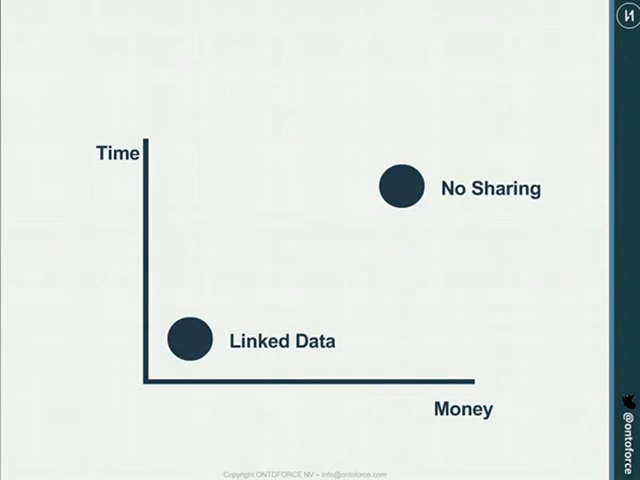 Time
No Sharing
Linked Data
Money
Copyright ONTOFORCE NV – info@ontoforce.com
@ontoforce